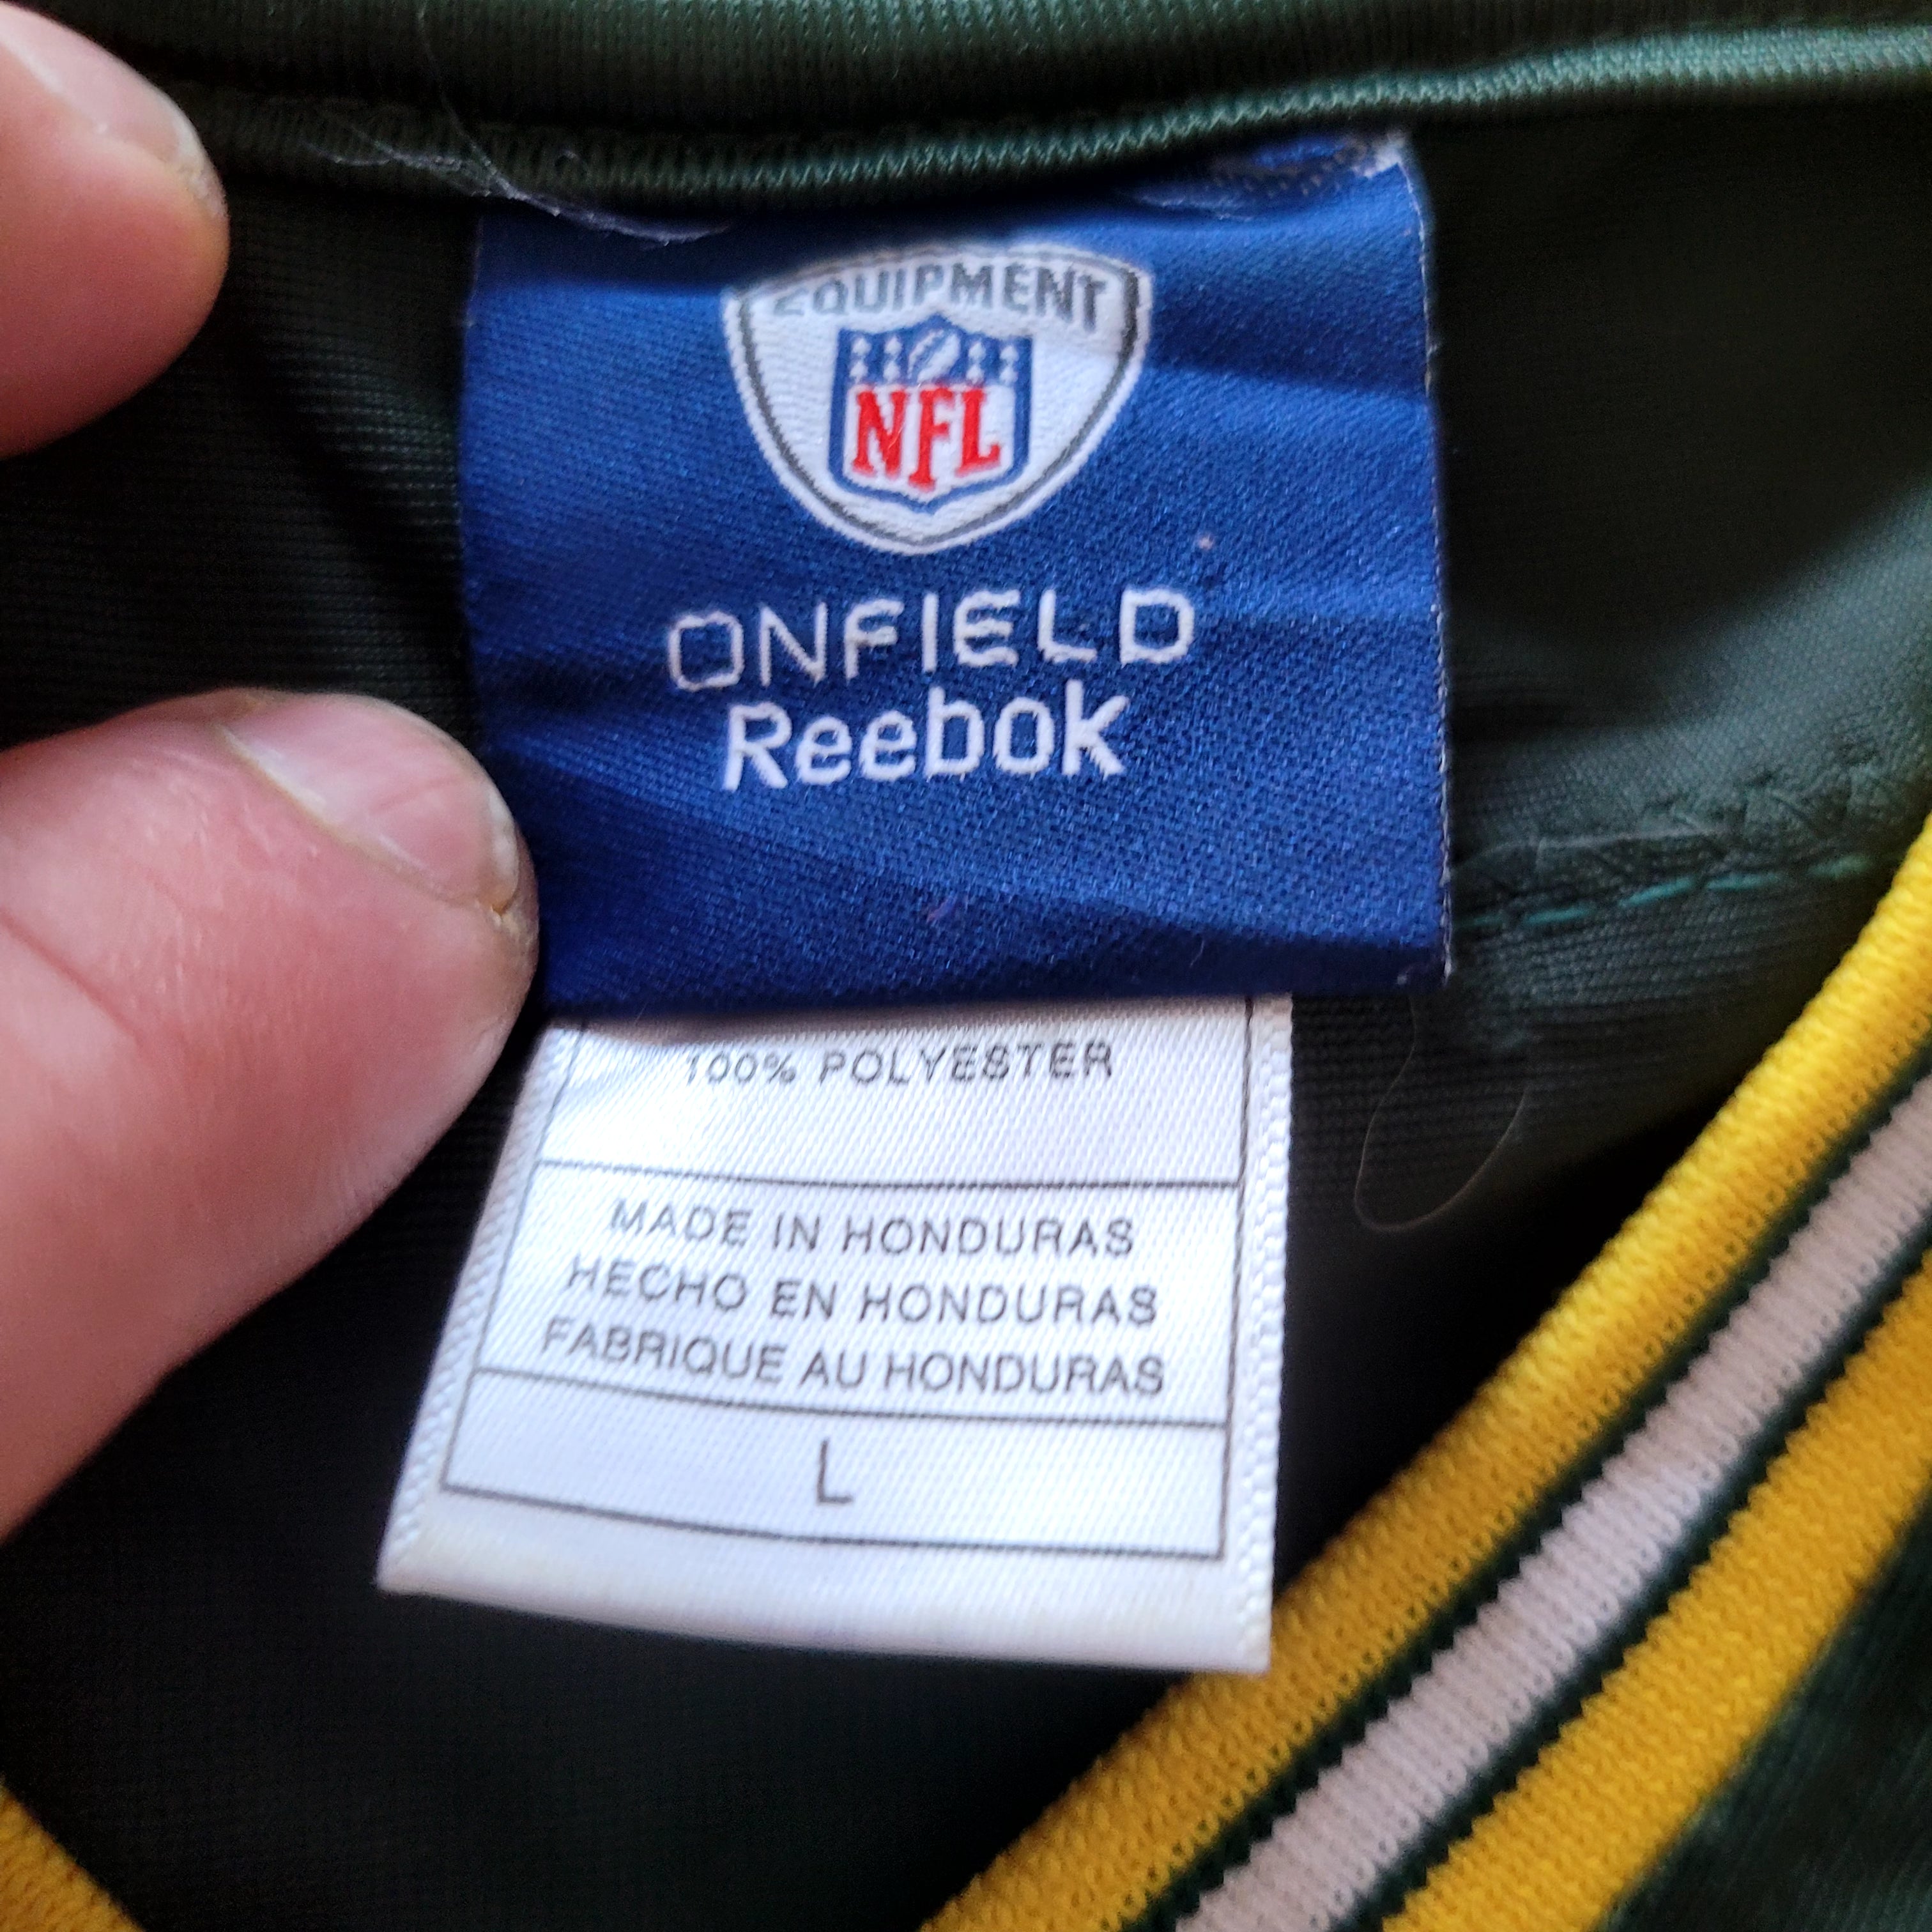 EQUIPMENT
NFL
ONFIELD
Reebok
100% POLYESTER
MADE IN HONDURAS
HECHO EN HONDURAS
FABRIQUE AU HONDURAS
L